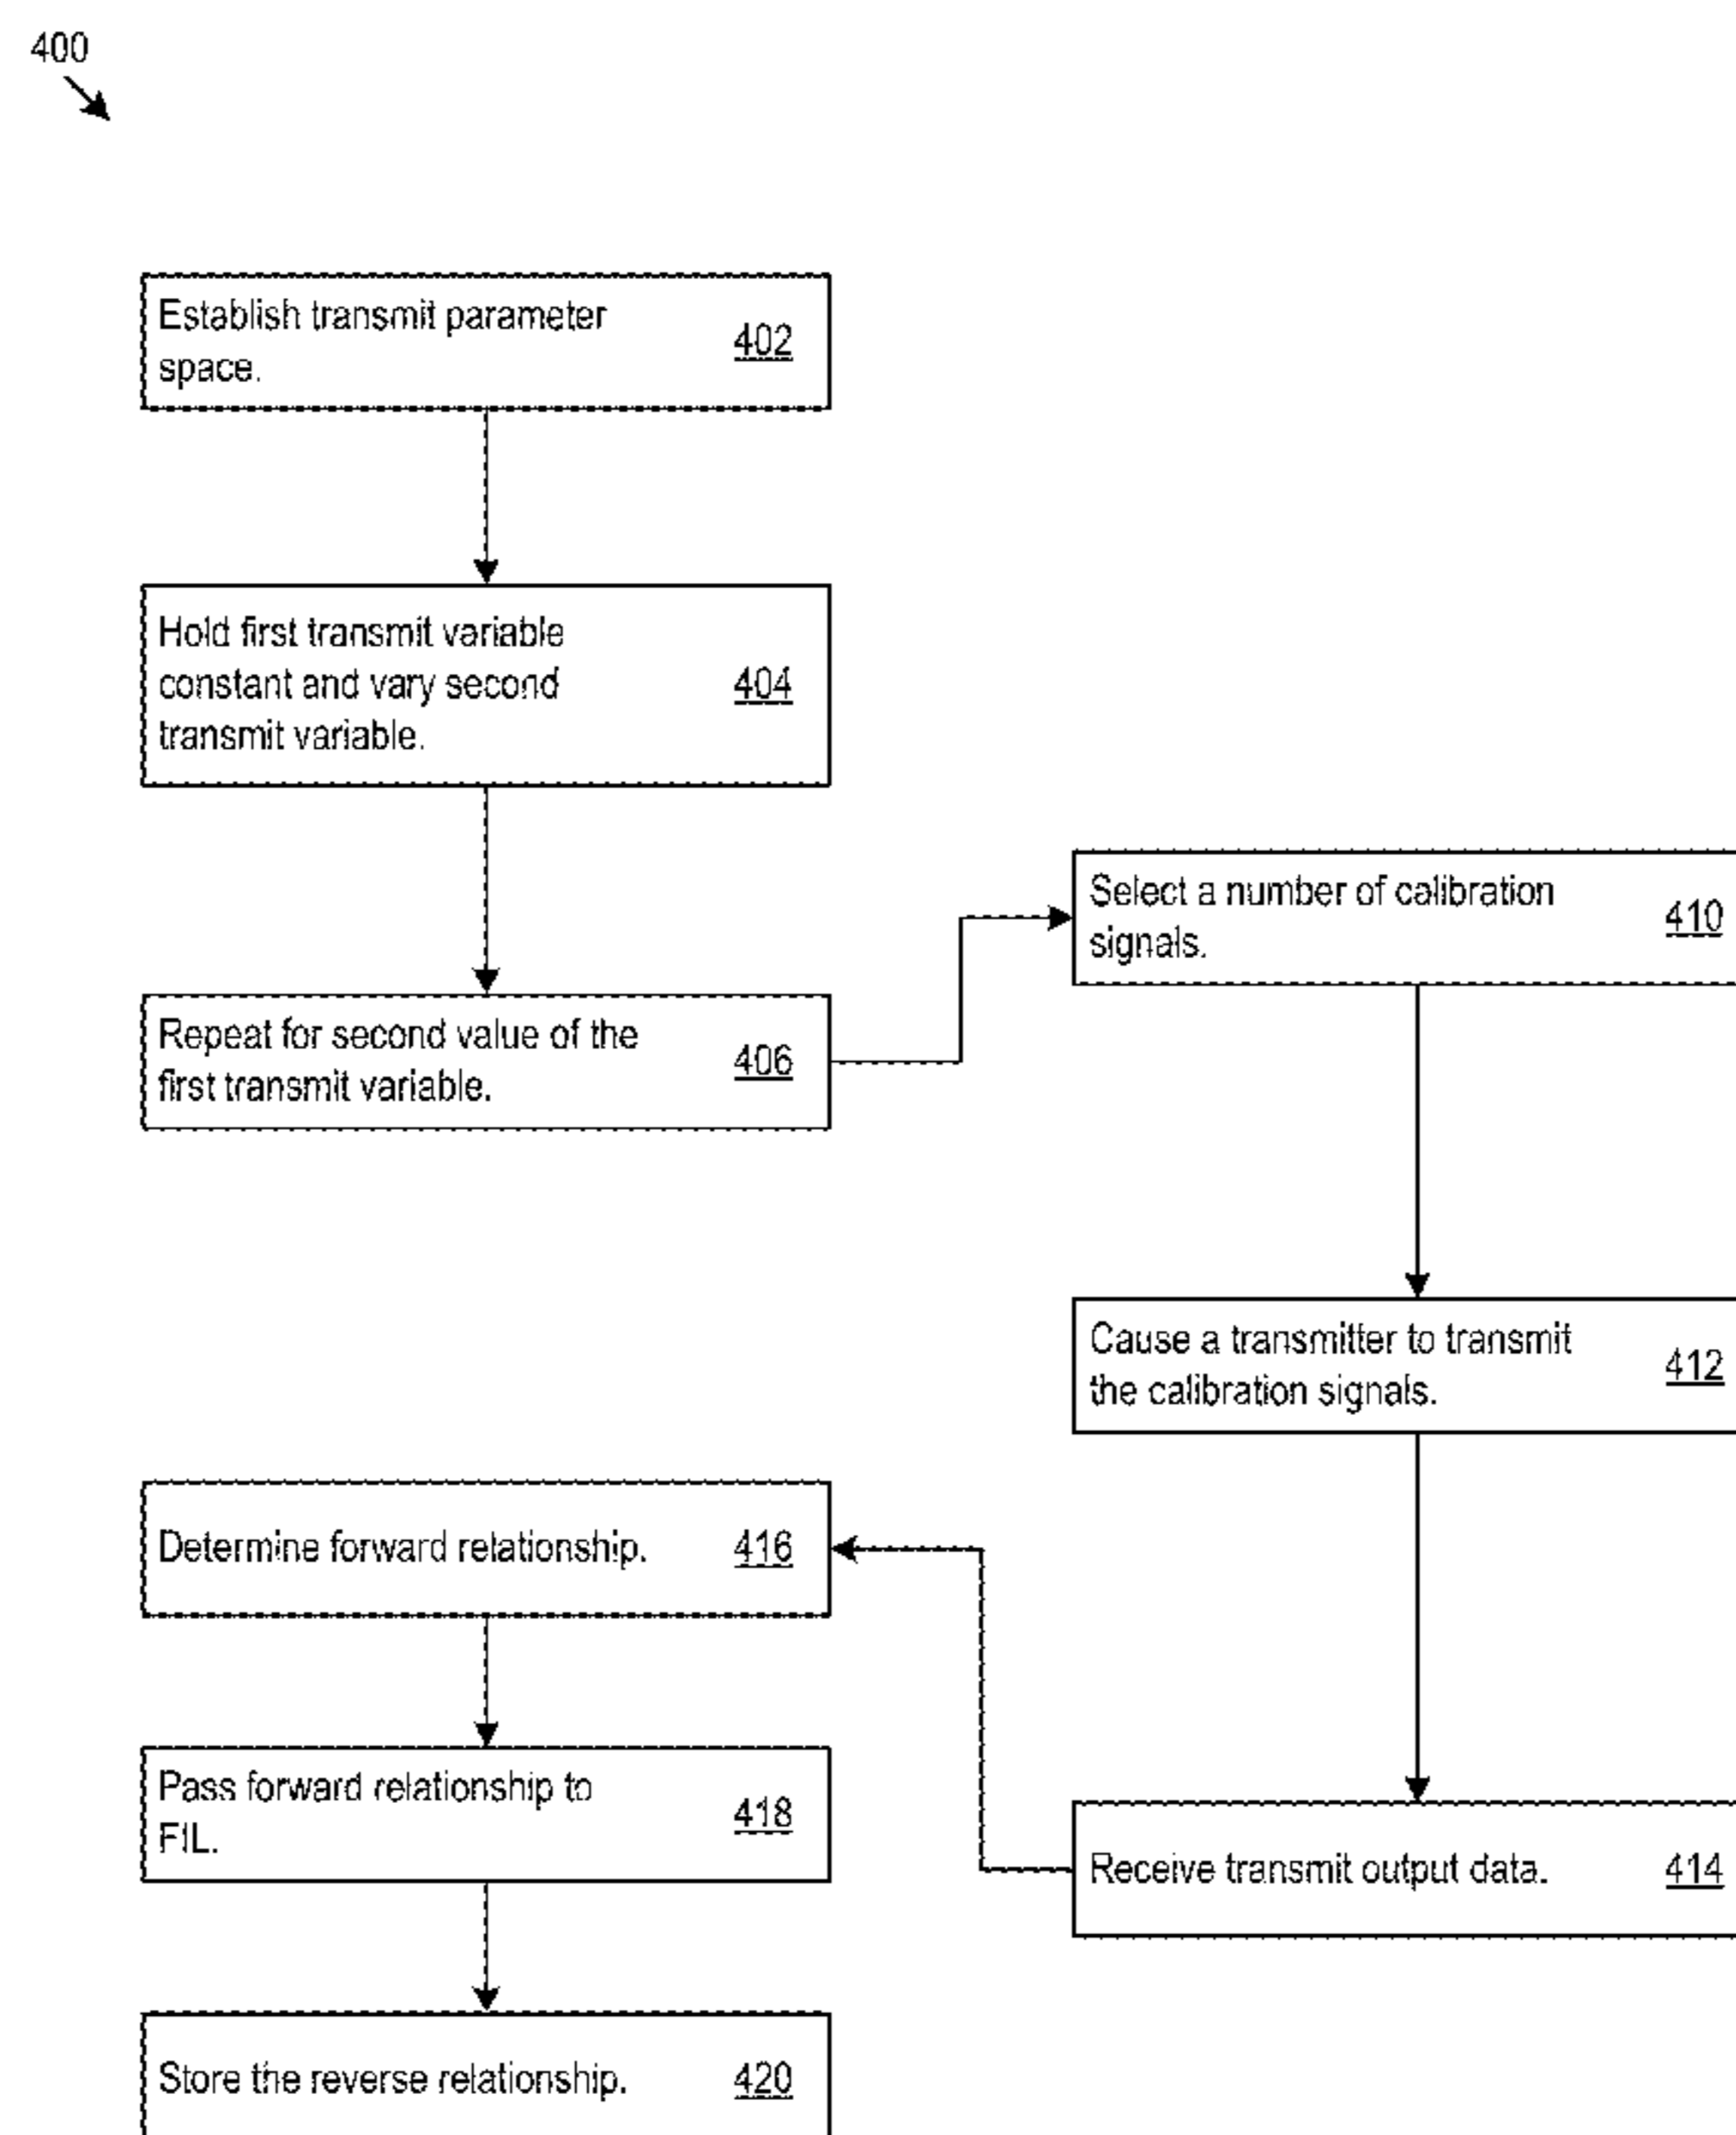 400
Establish transmit parameter
space.
402
Hold first transmit variable
constant and vary second
transmit variable.
404
Repeat for second value of the
first transmit variable.
406
Select a number of calibration
signals.
410
Cause a transmitter to transmit
the calibration signals.
412
Receive transmit output data.
414
Determine forward relationship.
416
Pass forward relationship to
FIL.
418
Store the reverse relationship.
420